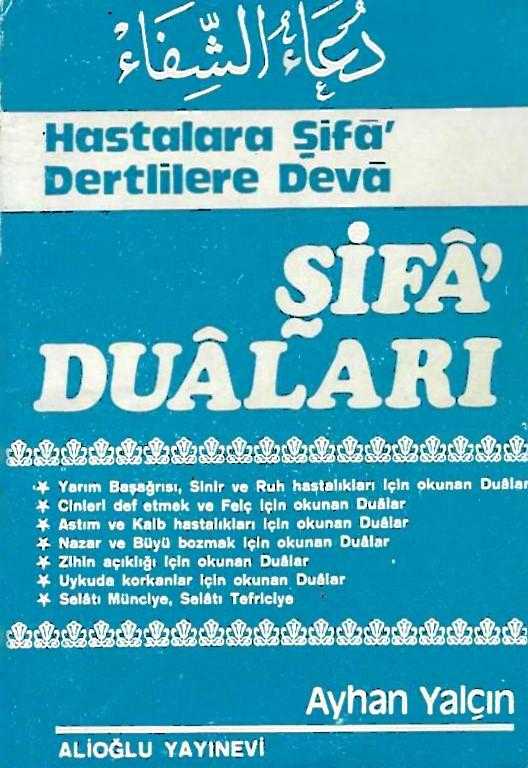 دُعَاءُ الشِّفَاءُ
Hastalara Şifâ'
Dertlilere Devâ
ŞİFÂ'
DUÂLARI
★ Yarım Başağrısı, Sinir ve Ruh hastalıkları için okunan Duâlar
★ Cinleri def etmek ve Felç için okunan Duâlar
★ Astım ve Kalb hastalıkları için okunan Duâlar
★ Nazar ve Büyü bozmak için okunan Duâlar
★ Zihin açıklığı için okunan Duâlar
★ Uykuda korkanlar için okunan Duâlar
★ Selâtı Münciye, Selâtı Tefriciye
Ayhan Yalçın
ALİOĞLU YAYINEVİ